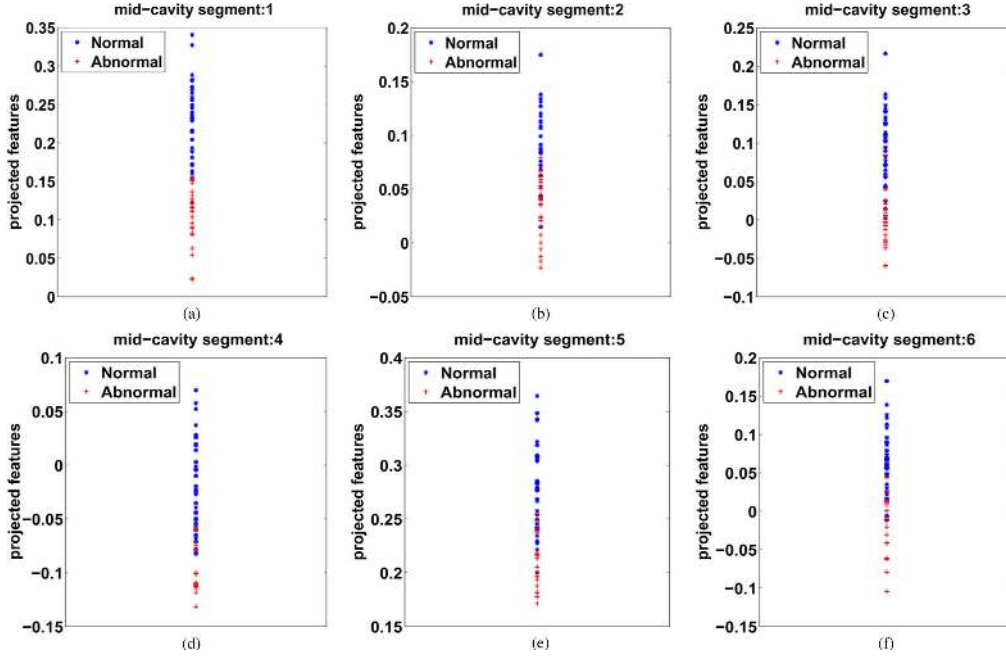 mid-cavity segment:1
0.35
Normal
Abnormal
0.3
0.25
0.2
0.15
0.1
0.05
0
projected features
(a)
mid-cavity segment:2
0.2
Normal
Abnormal
0.15
0.1
0.05
0
−0.05
projected features
(b)
mid-cavity segment:3
0.25
Normal
Abnormal
0.2
0.15
0.1
0.05
0
−0.05
−0.1
projected features
(c)
mid-cavity segment:4
0.1
Normal
Abnormal
0.05
0
−0.05
−0.1
−0.15
projected features
(d)
mid-cavity segment:5
0.4
Normal
Abnormal
0.35
0.3
0.25
0.2
0.15
projected features
(e)
mid-cavity segment:6
0.2
Normal
Abnormal
0.15
0.1
0.05
0
−0.05
−0.1
−0.15
projected features
(f)